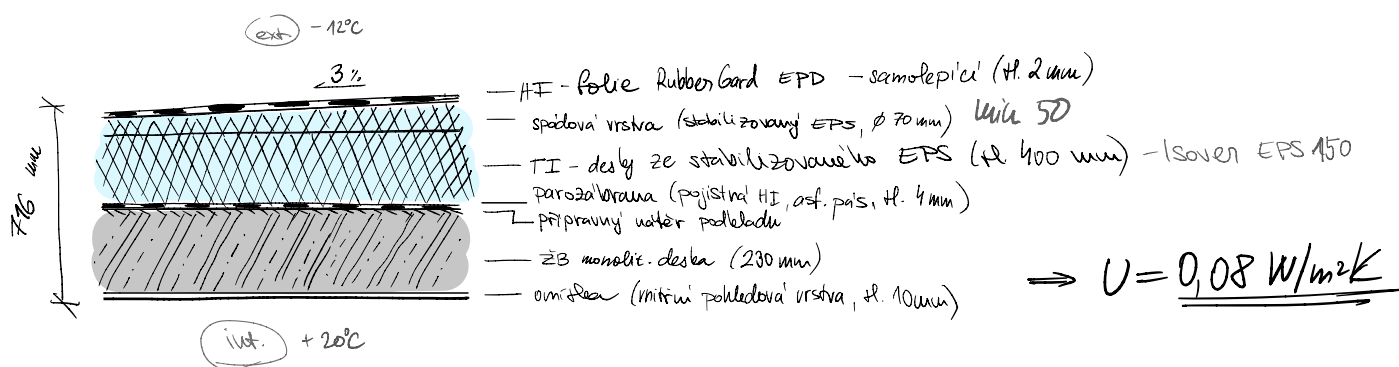 ext. -12°C
3%
HI - folie RubberGard EPD - samolepící (tl. 2 mm)
spádová vrstva (stabilizovaný EPS, ϕ 70 mm) min 50
TI - desky ze stabilizovaného EPS (tl 400 mm) - Isover EPS 150
parozábrana (pojistná HI, asf. pás, tl. 4 mm)
přípravný nátěr podkladu
ŽB monolit. deska (230 mm)
omítka (vnitřní pohledová vrstva, tl. 10mm)
716 mm
⇒ U = 0,08 W/m²K
int. +20°C